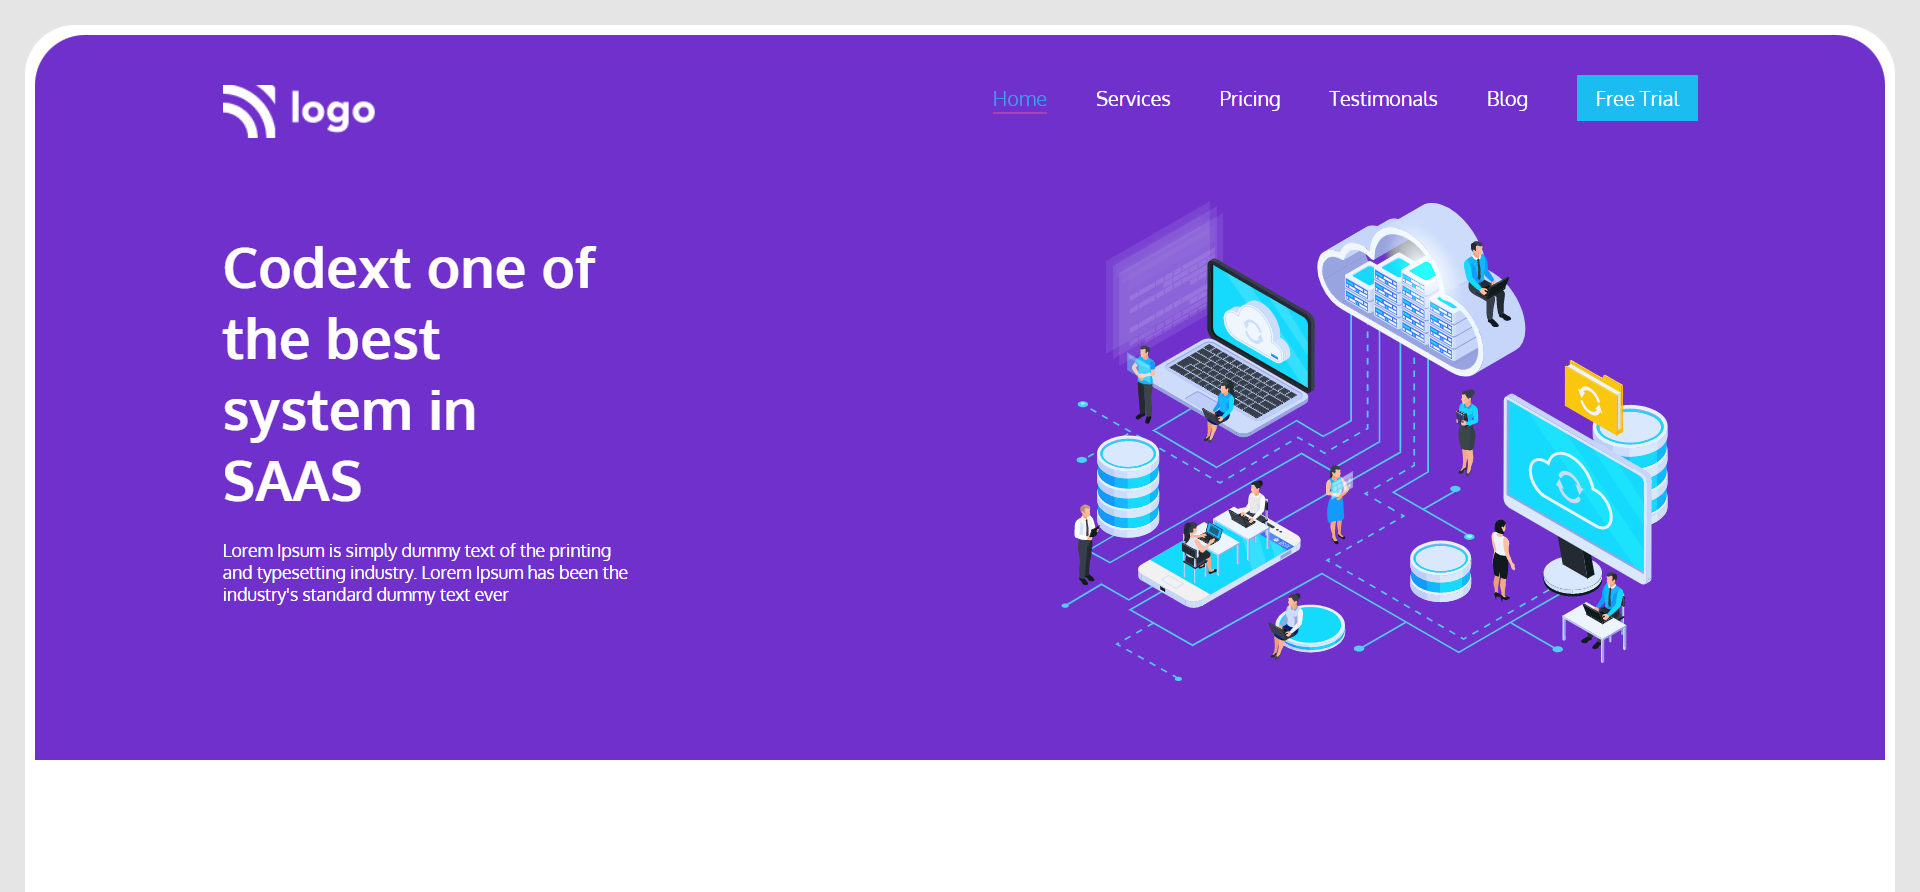 logo
Home Services Pricing Testimonals Blog Free Trial
Codext one of
the best
system in
SAAS
Lorem Ipsum is simply dummy text of the printing
and typesetting industry. Lorem Ipsum has been the
industry's standard dummy text ever